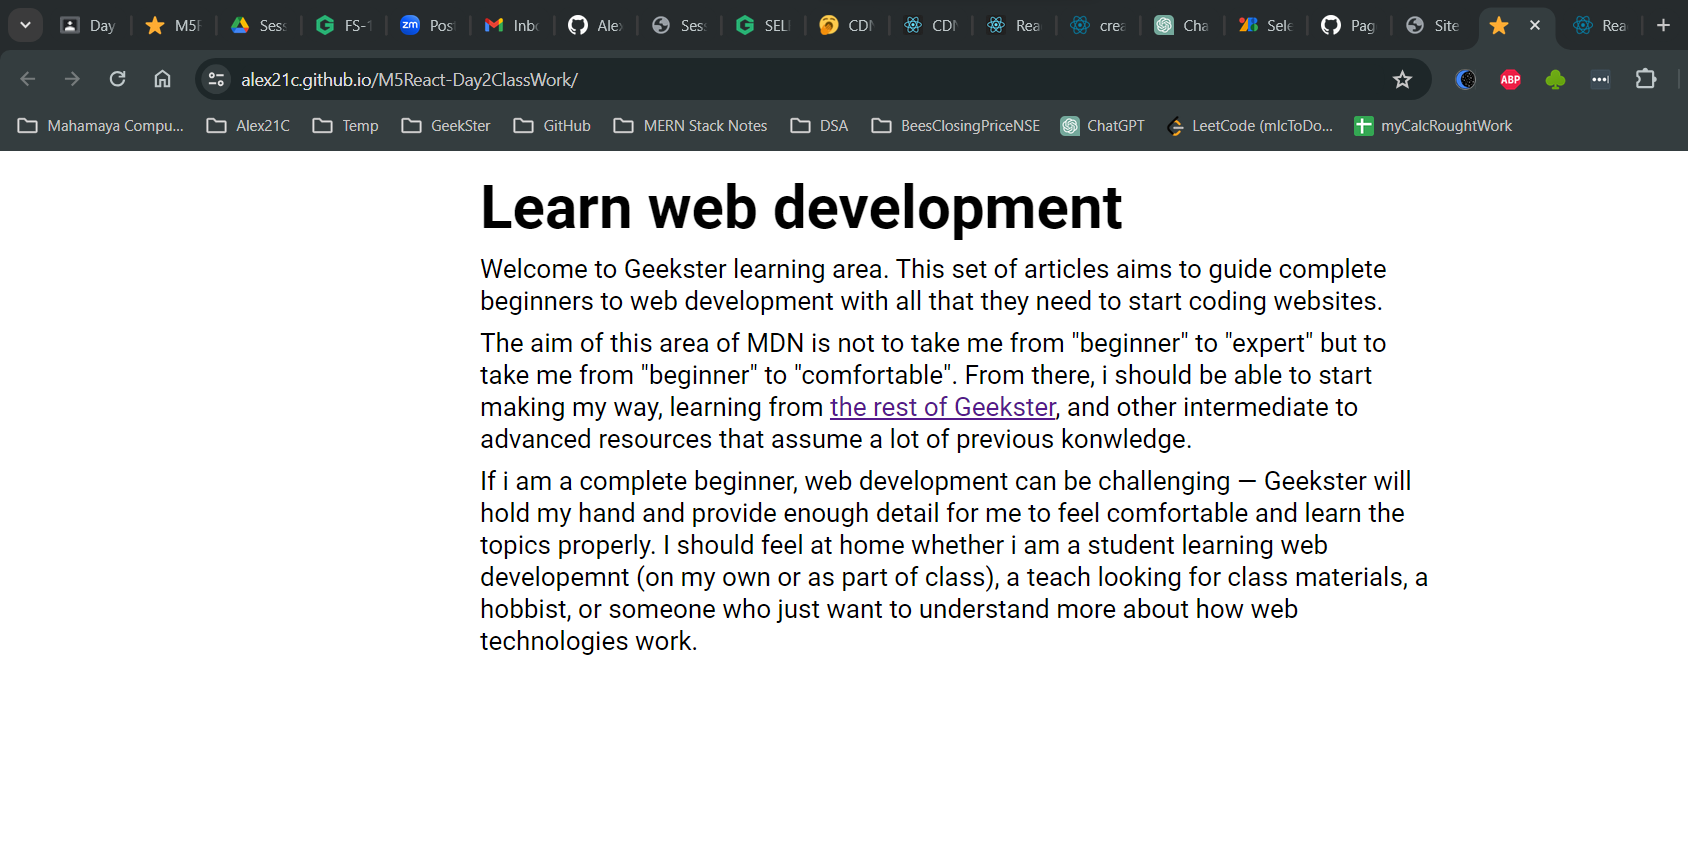 Day
M5F
Sess
FS-1
zm
Post
Inbo
Alex
Sess
SELI
CDN
CDN
Rea
crea
Cha
Sele
Pag
Site
Rea
alex21c.github.io/M5React-Day2ClassWork/
ABP
Mahamaya Compu...
Alex21C
Temp
GeekSter
GitHub
MERN Stack Notes
DSA
BeesClosingPriceNSE
ChatGPT
LeetCode (mlcToDo...
myCalcRoughtWork
Learn web development
Welcome to Geekster learning area. This set of articles aims to guide complete
beginners to web development with all that they need to start coding websites.
The aim of this area of MDN is not to take me from "beginner" to "expert" but to
take me from "beginner" to "comfortable". From there, i should be able to start
making my way, learning from the rest of Geekster, and other intermediate to
advanced resources that assume a lot of previous konwledge.
If i am a complete beginner, web development can be challenging — Geekster will
hold my hand and provide enough detail for me to feel comfortable and learn the
topics properly. I should feel at home whether i am a student learning web
developemnt (on my own or as part of class), a teach looking for class materials, a
hobbist, or someone who just want to understand more about how web
technologies work.